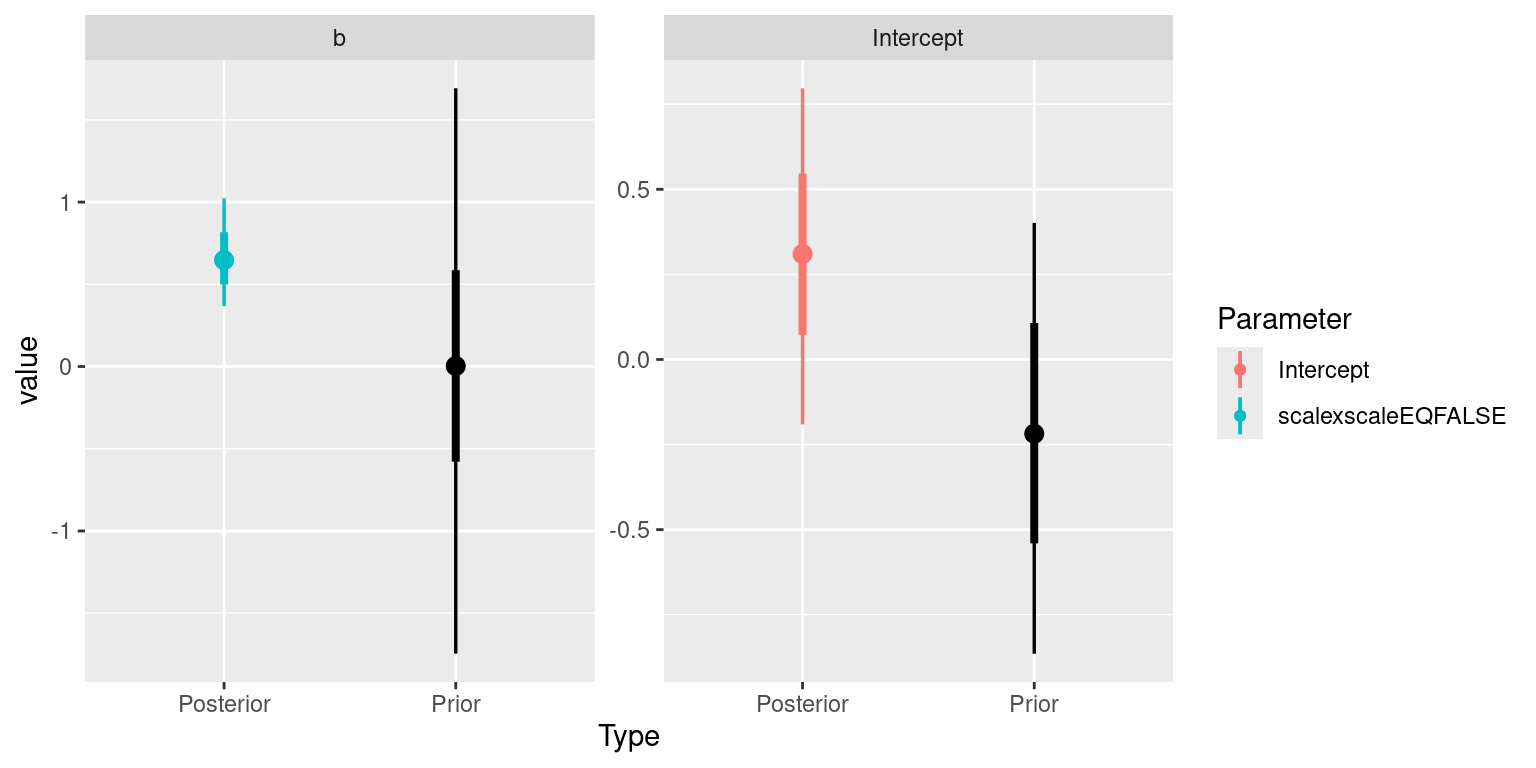 b
Intercept
value
1
0
-1
0.5
0.0
-0.5
Posterior
Prior
Posterior
Prior
Type
Parameter
Intercept
scalexscaleEQFALSE